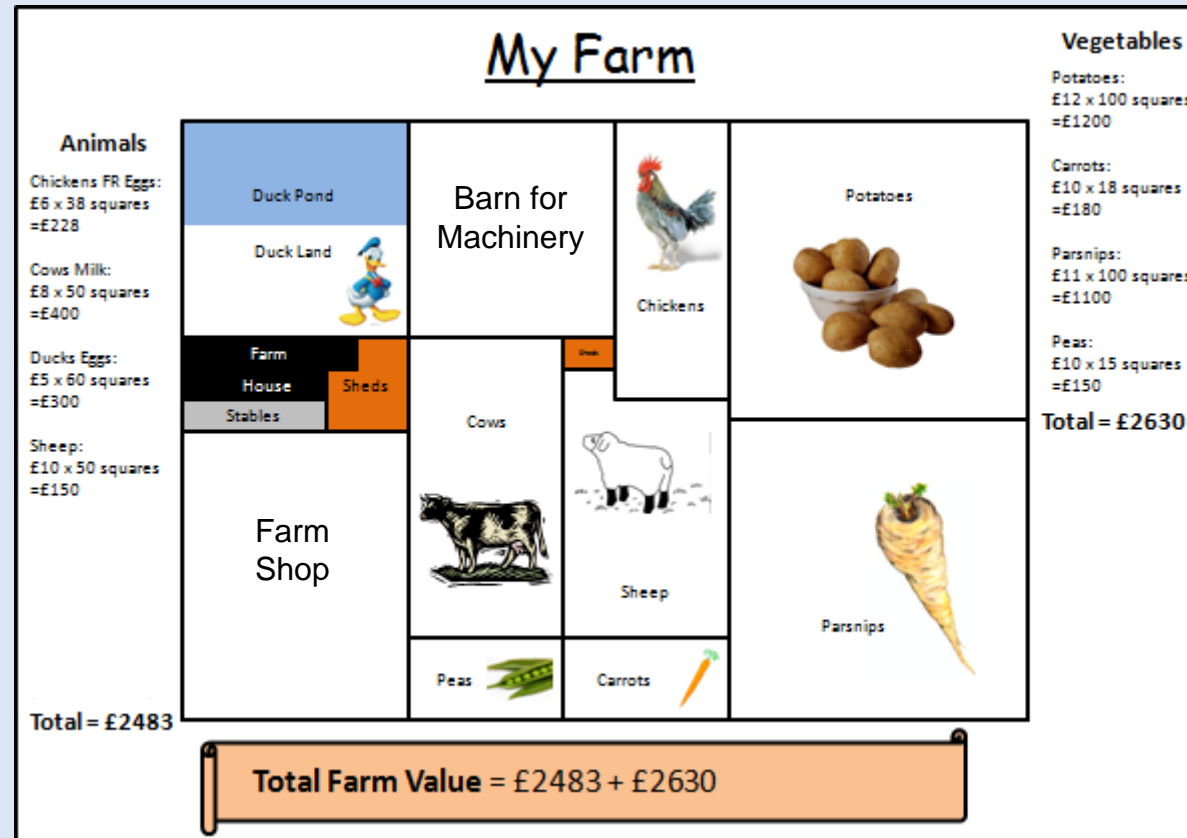 My Farm
Animals
Chickens FR Eggs:
£6 x 38 squares
=£228
Cows Milk:
£8 x 50 squares
=£400
Ducks Eggs:
£5 x 60 squares
=£300
Sheep:
£10 x 50 squares
=£150
Total = £2483
Duck Pond
Duck Land
Barn for
Machinery
Chickens
Potatoes
Farm
House
Sheds
Stables
Cows
Sheds
Farm
Shop
Sheep
Parsnips
Peas
Carrots
Vegetables
Potatoes:
£12 x 100 squares
=£1200
Carrots:
£10 x 18 squares
=£180
Parsnips:
£11 x 100 squares
=£1100
Peas:
£10 x 15 squares
=£150
Total = £2630
Total Farm Value = £2483 + £2630